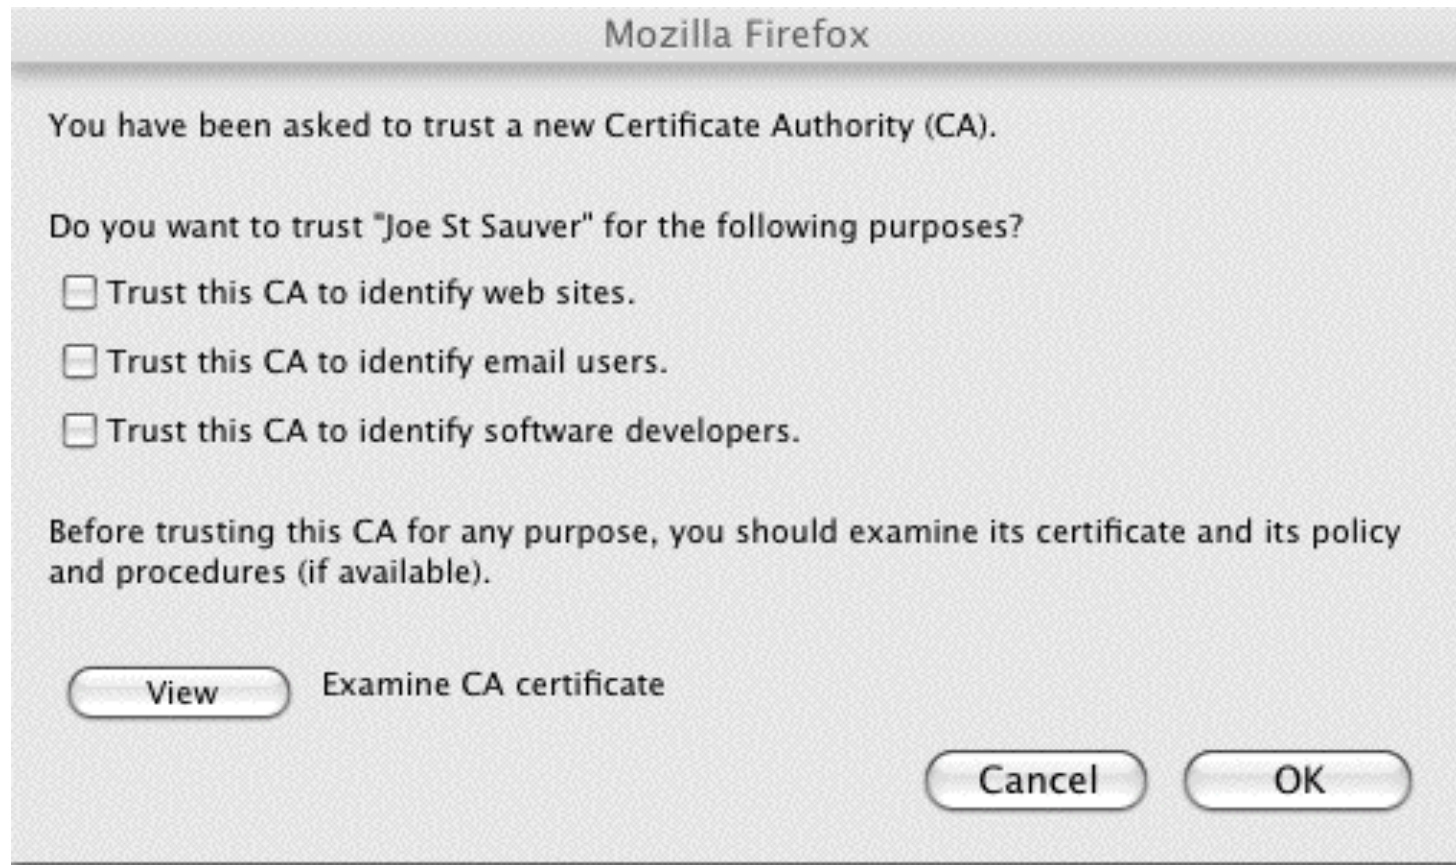 Mozilla Firefox
You have been asked to trust a new Certificate Authority (CA).
Do you want to trust "Joe St Sauver" for the following purposes?
Trust this CA to identify web sites.
Trust this CA to identify email users.
Trust this CA to identify software developers.
Before trusting this CA for any purpose, you should examine its certificate and its policy
and procedures (if available).
View Examine CA certificate
Cancel OK